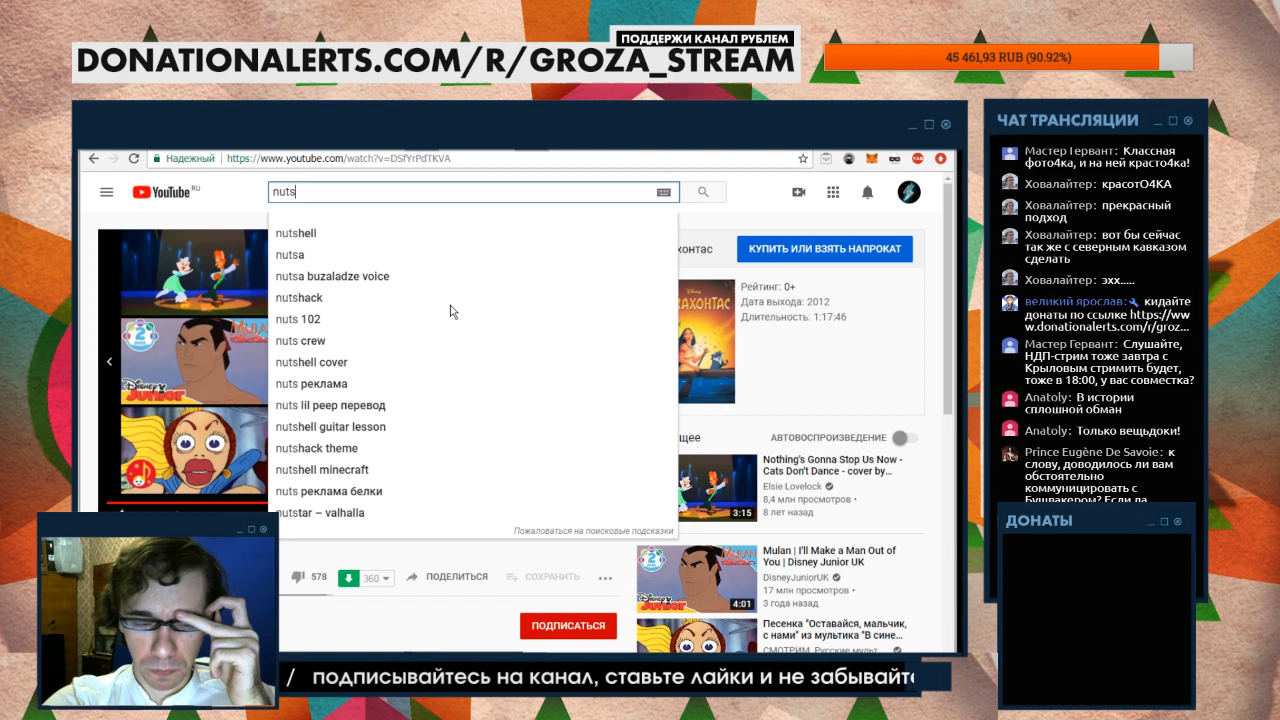 ПОДДЕРЖИ КАНАЛ РУБЛЕМ
DONATIONALERTS.COM/R/GROZA_STREAM
45 461,93 RUB (90.92%)
Надежный
https://www.youtube.com/watch?v=DSfYrPdTKVA
YouTube RU
nuts
nutshell
nutsa
nutsa buzaladze voice
nutshack
nuts 102
nuts crew
nutshell cover
nuts реклама
nuts lil peep перевод
nutshell guitar lesson
nutshack theme
nutshell minecraft
nuts реклама белки
nutstar – valhalla
Пожаловаться на поисковые подсказки
хонтас
КУПИТЬ ИЛИ ВЗЯТЬ НАПРОКАТ
Рейтинг: 0+
Дата выхода: 2012
Длительность: 1:17:46
щее
АВТОВОСПРОИЗВЕДЕНИЕ
Nothing's Gonna Stop Us Now -
Cats Don't Dance - cover by...
Elsie Lovelock
8,4 млн просмотров •
8 лет назад
3:15
Mulan | I'll Make a Man Out of
You | Disney Junior UK
DisneyJuniorUK
17 млн просмотров •
3 года назад
4:01
Песенка "Оставайся, мальчик,
с нами" из мультика "В сине...
СМОТРИМ. Русские мульт...
578
360
ПОДЕЛИТЬСЯ
СОХРАНИТЬ
ПОДПИСАТЬСЯ
/ подписывайтесь на канал, ставьте лайки и не забывайте
ЧАТ ТРАНСЛЯЦИИ
Мастер Гервант: Классная
фото4ка, и на ней красто4ка!
Ховалайтер: красотО4КА
Ховалайтер: прекрасный
подход
Ховалайтер: вот бы сейчас
так же с северным кавказом
сделать
Ховалайтер: эхх.....
великий ярослав: кидайте
донаты по ссылке https://ww
w.donationalerts.com/r/groz...
Мастер Гервант: Слушайте,
НДП-стрим тоже завтра с
Крыловым стримить будет,
тоже в 18:00, у вас совместка?
Anatoly: В истории
сплошной обман
Anatoly: Только вещьдоки!
Prince Eugène De Savoie: к
слову, доводилось ли вам
обстоятельно
коммуницировать с
Бушвакором? Если да
ДОНАТЫ